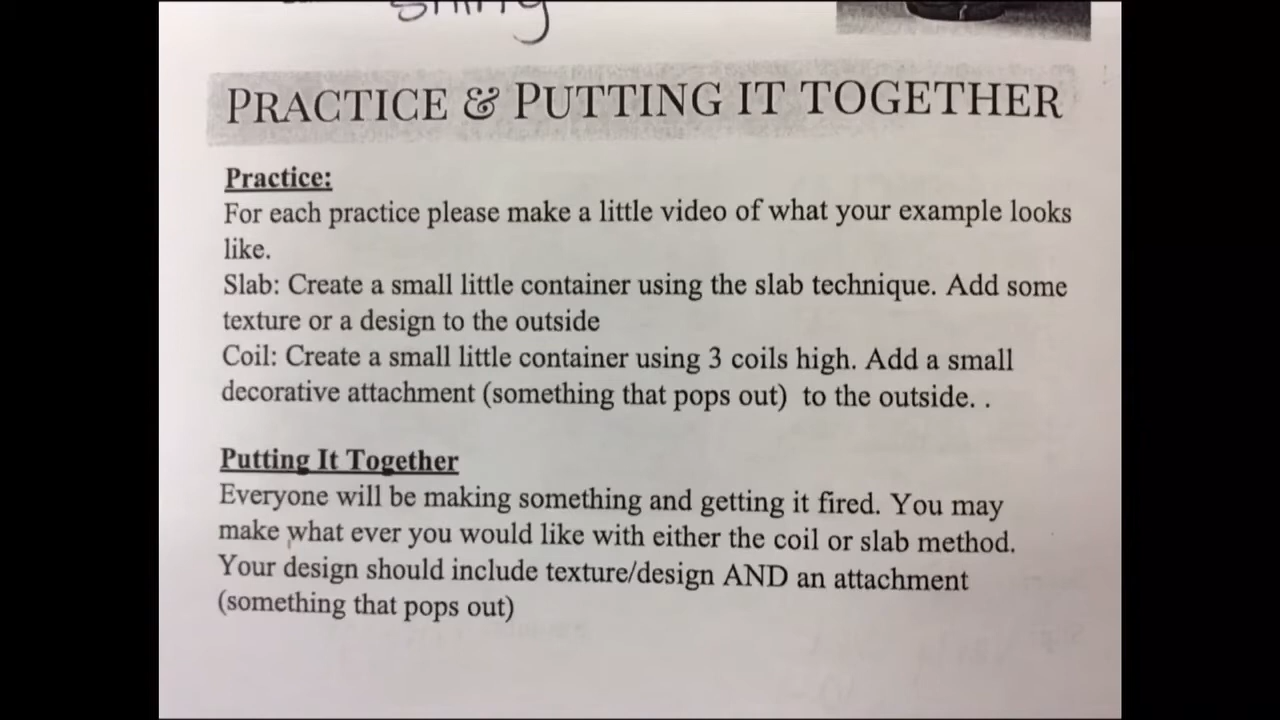 shiny
PRACTICE & PUTTING IT TOGETHER
Practice:
For each practice please make a little video of what your example looks
like.
Slab: Create a small little container using the slab technique. Add some
texture or a design to the outside
Coil: Create a small little container using 3 coils high. Add a small
decorative attachment (something that pops out)  to the outside. .
Putting It Together
Everyone will be making something and getting it fired. You may
make what ever you would like with either the coil or slab method.
Your design should include texture/design AND an attachment
(something that pops out)